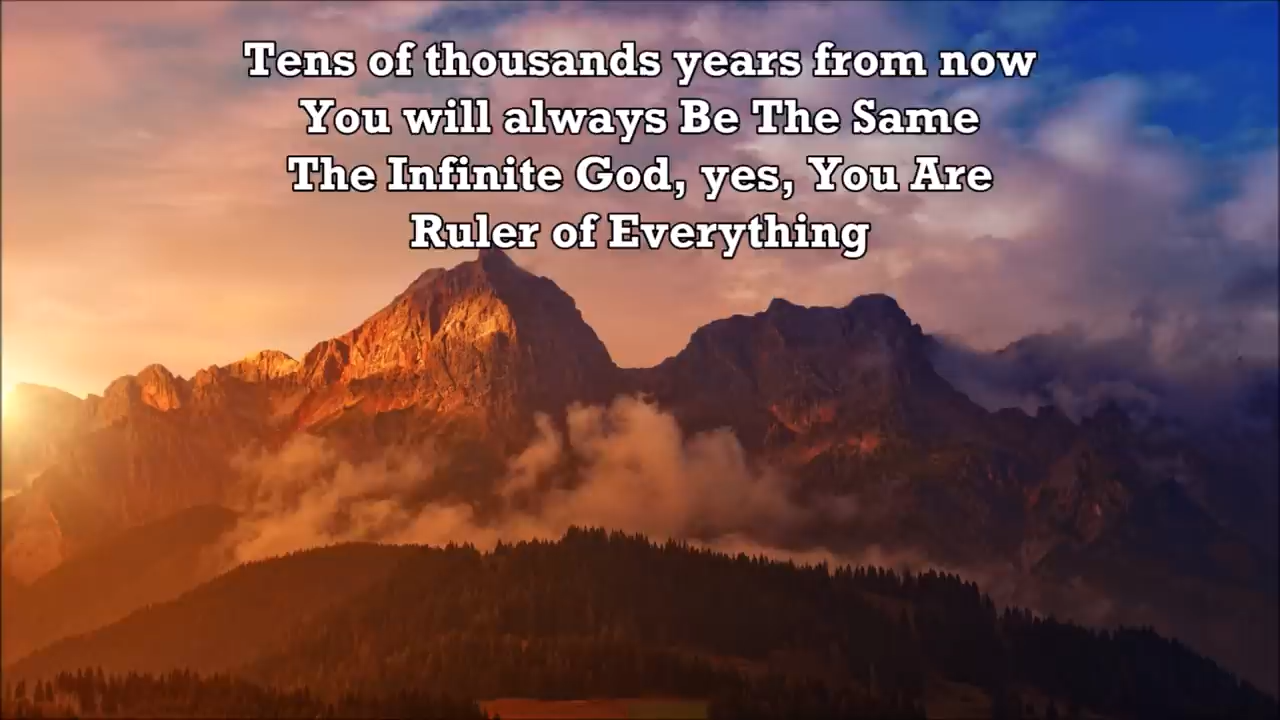 Tens of thousands years from now
You will always Be The Same
The Infinite God, yes, You Are
Ruler of Everything